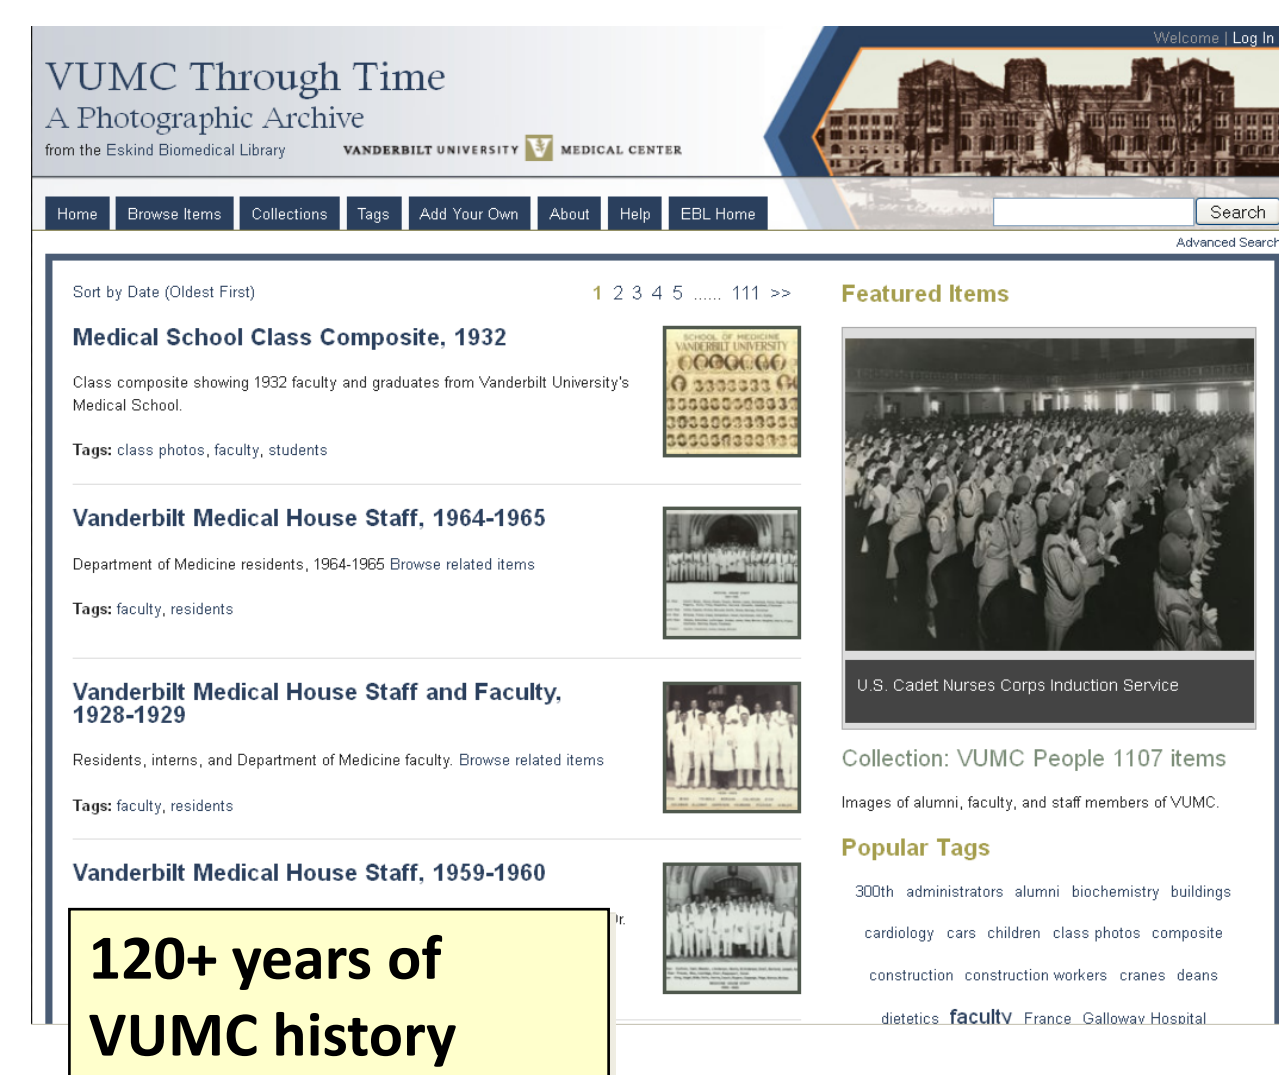 Welcome | Log In
VUMC Through Time
A Photographic Archive
from the Eskind Biomedical Library
VANDERBILT UNIVERSITY V MEDICAL CENTER
Home Browse Items Collections Tags Add Your Own About Help EBL Home
Search
Advanced Search
Sort by Date (Oldest First)
1 2 3 4 5 ...... 111 >>
Medical School Class Composite, 1932
Class composite showing 1932 faculty and graduates from Vanderbilt University's
Medical School.
Tags: class photos, faculty, students
SCHOOL OF MEDICINE
VANDERBILT UNIVERSITY
Vanderbilt Medical House Staff, 1964-1965
Department of Medicine residents, 1964-1965 Browse related items
Tags: faculty, residents
Vanderbilt Medical House Staff and Faculty,
1928-1929
Residents, interns, and Department of Medicine faculty. Browse related items
Tags: faculty, residents
Vanderbilt Medical House Staff, 1959-1960
120+ years of
VUMC history
Featured Items
U.S. Cadet Nurses Corps Induction Service
Collection: VUMC People 1107 items
Images of alumni, faculty, and staff members of VUMC.
Popular Tags
300th administrators alumni biochemistry buildings
cardiology cars children class photos composite
construction construction workers cranes deans
dietetics faculty France Galloway Hospital